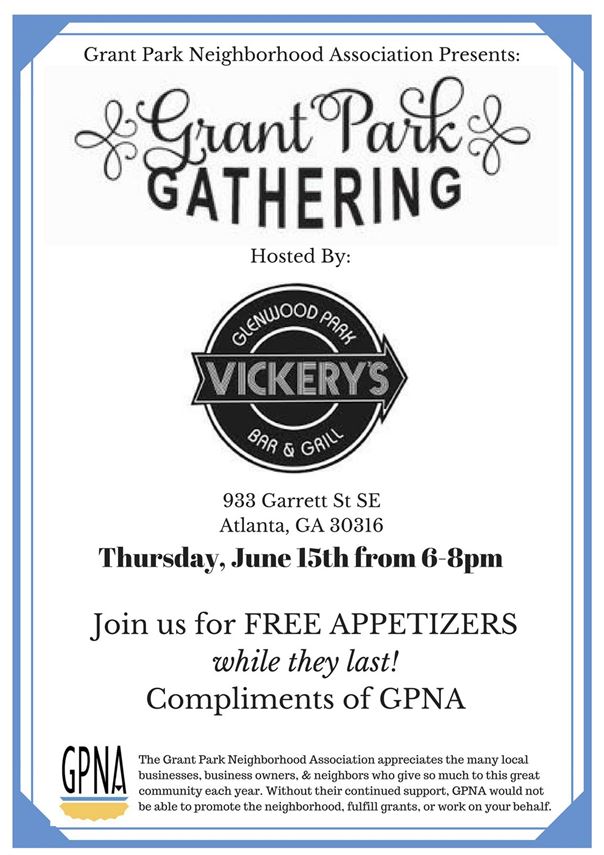 Grant Park Neighborhood Association Presents:
Grant Park
GATHERING
Hosted By:
GLENWOOD PARK
VICKERY'S
BAR & GRILL
933 Garrett St SE
Atlanta, GA 30316
Thursday, June 15th from 6-8pm
Join us for FREE APPETIZERS
while they last!
Compliments of GPNA
GPNA
The Grant Park Neighborhood Association appreciates the many local
businesses, business owners, & neighbors who give so much to this great
community each year. Without their continued support, GPNA would not
be able to promote the neighborhood, fulfill grants, or work on your behalf.